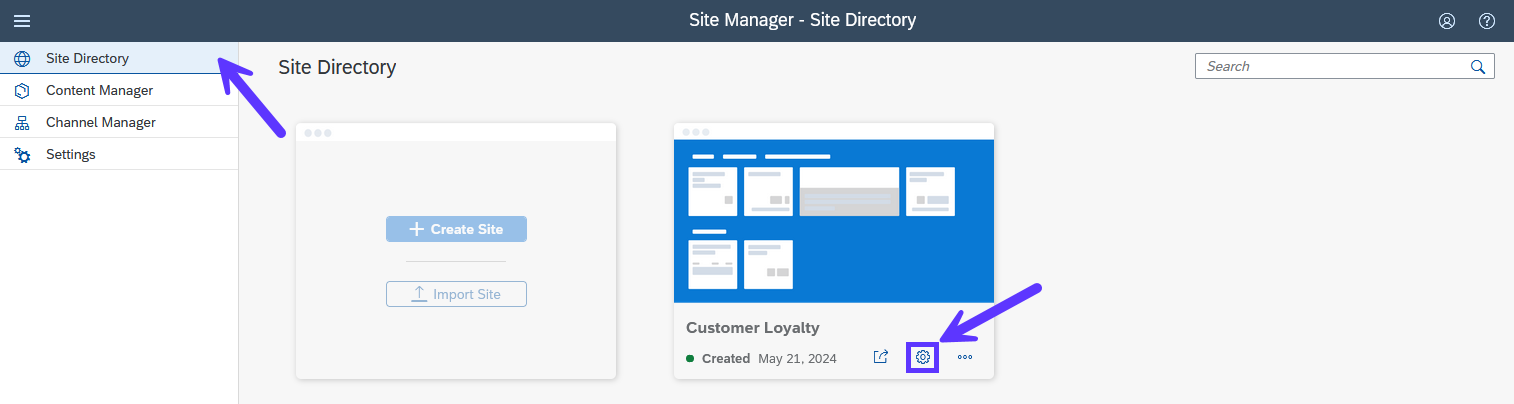 Site Manager - Site Directory
Site Directory
Content Manager
Channel Manager
Settings
Site Directory
Search
Create Site
Import Site
Customer Loyalty
Created May 21, 2024